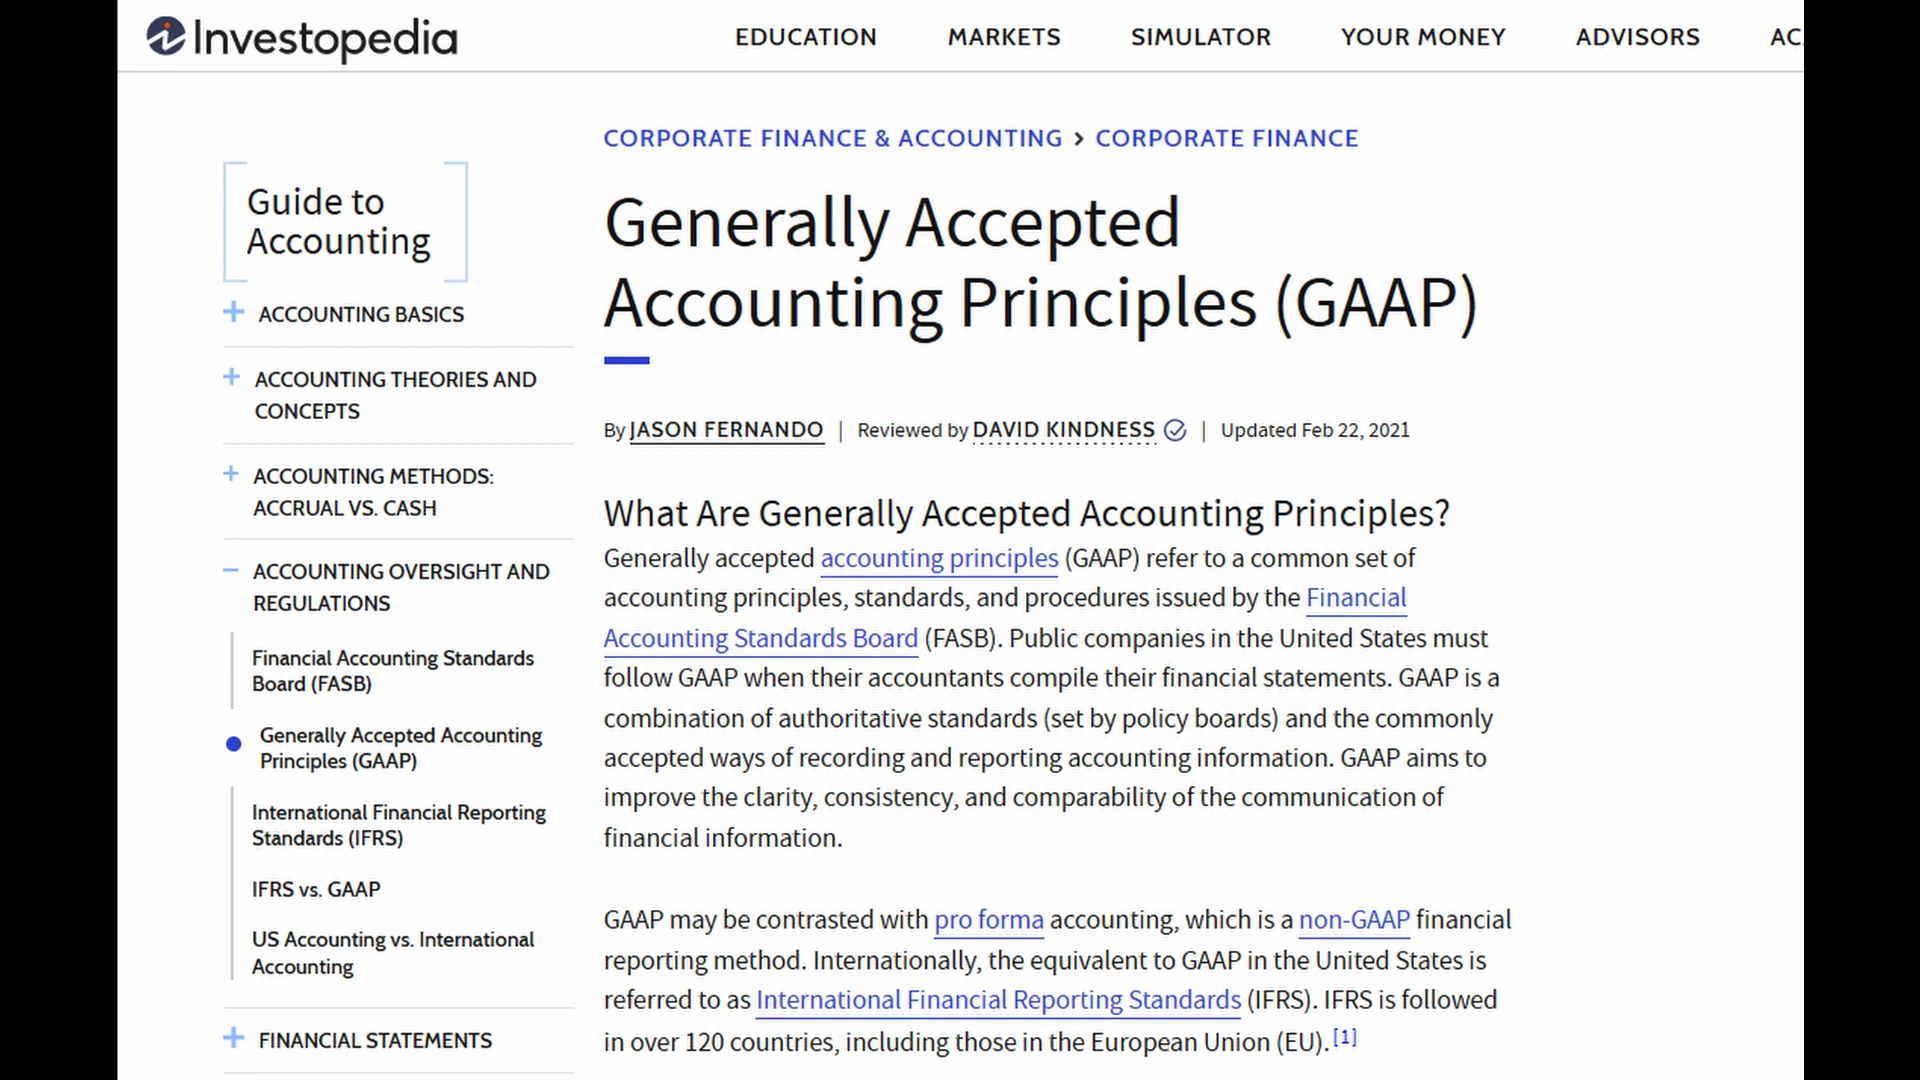 Investopedia
EDUCATION MARKETS SIMULATOR YOUR MONEY ADVISORS AC
CORPORATE FINANCE & ACCOUNTING > CORPORATE FINANCE
Guide to
Accounting
+ ACCOUNTING BASICS
+ ACCOUNTING THEORIES AND
CONCEPTS
+ ACCOUNTING METHODS:
ACCRUAL VS. CASH
− ACCOUNTING OVERSIGHT AND
REGULATIONS
Financial Accounting Standards
Board (FASB)
Generally Accepted Accounting
Principles (GAAP)
International Financial Reporting
Standards (IFRS)
IFRS vs. GAAP
US Accounting vs. International
Accounting
+ FINANCIAL STATEMENTS
Generally Accepted
Accounting Principles (GAAP)
By JASON FERNANDO | Reviewed by DAVID KINDNESS | Updated Feb 22, 2021
What Are Generally Accepted Accounting Principles?
Generally accepted accounting principles (GAAP) refer to a common set of
accounting principles, standards, and procedures issued by the Financial
Accounting Standards Board (FASB). Public companies in the United States must
follow GAAP when their accountants compile their financial statements. GAAP is a
combination of authoritative standards (set by policy boards) and the commonly
accepted ways of recording and reporting accounting information. GAAP aims to
improve the clarity, consistency, and comparability of the communication of
financial information.
GAAP may be contrasted with pro forma accounting, which is a non-GAAP financial
reporting method. Internationally, the equivalent to GAAP in the United States is
referred to as International Financial Reporting Standards (IFRS). IFRS is followed
in over 120 countries, including those in the European Union (EU). [1]